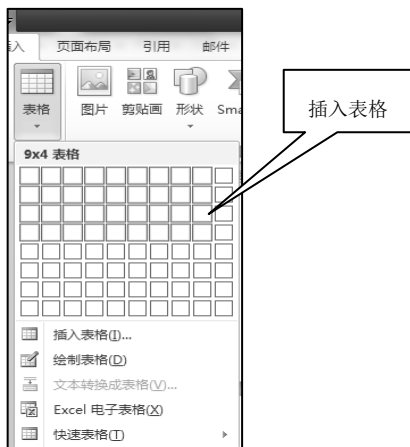 入
页面布局
引用
邮件
表格
图片
剪贴画
形状
Sma
插入表格
9x4 表格
插入表格(I)...
绘制表格(D)
文本转换成表格(V)...
Excel 电子表格(X)
快速表格(T)